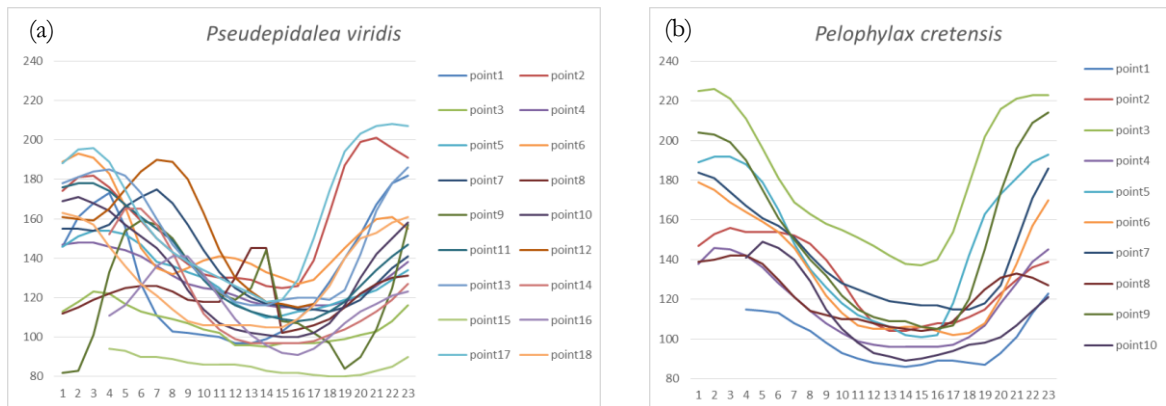 (a)
Pseudepidalea viridis
240
220
200
180
160
140
120
100
80
1 2 3 4 5 6 7 8 9 10 11 12 13 14 15 16 17 18 19 20 21 22 23
point1 point2
point3 point4
point5 point6
point7 point8
point9 point10
point11 point12
point13 point14
point15 point16
point17 point18
(b)
Pelophylax cretensis
240
220
200
180
160
140
120
100
80
1 2 3 4 5 6 7 8 9 10 11 12 13 14 15 16 17 18 19 20 21 22 23
point1
point2
point3
point4
point5
point6
point7
point8
point9
point10